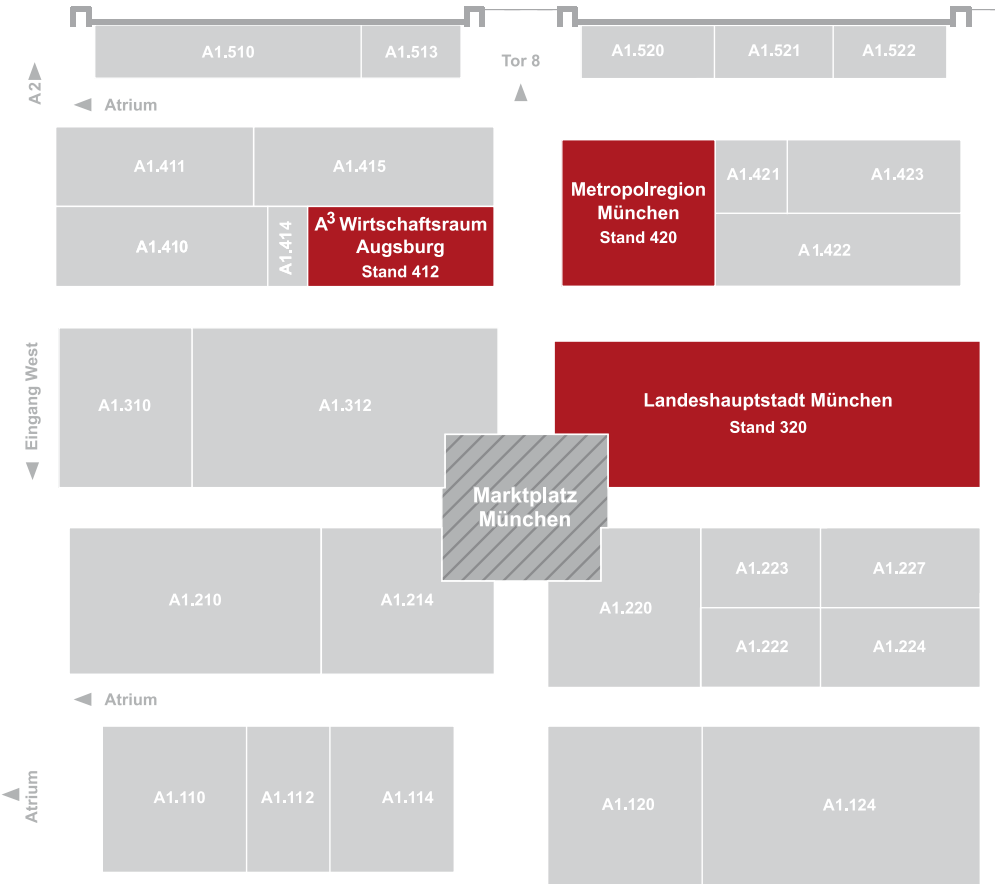 A1.510
A1.513
Tor 8
A1.520
A1.521
A1.522
A2
Atrium
A1.411
A1.415
A1.410
A1.414
A³ Wirtschaftsraum
Augsburg
Stand 412
Metropolregion
München
Stand 420
A1.421
A1.423
A1.422
Eingang West
A1.310
A1.312
Landeshauptstadt München
Stand 320
Marktplatz
München
A1.210
A1.214
A1.220
A1.223
A1.227
A1.222
A1.224
Atrium
Atrium
A1.110
A1.112
A1.114
A1.120
A1.124